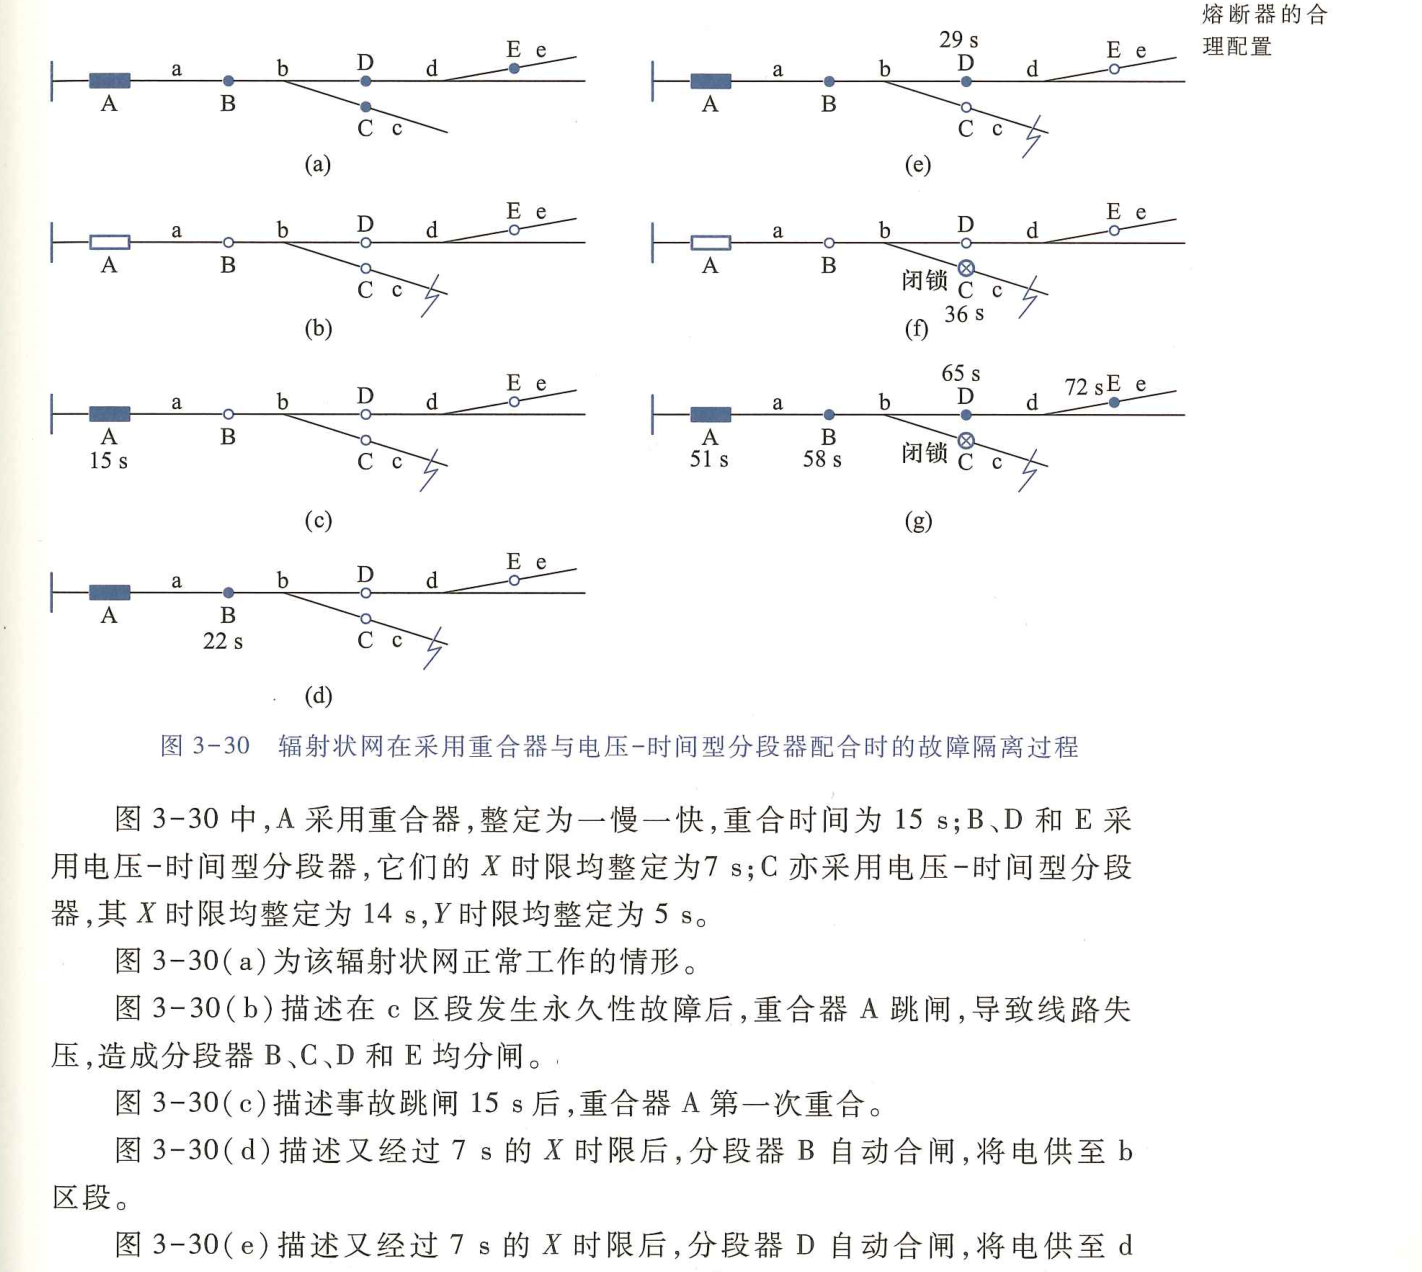 熔断器的合
理配置
A
a
B
b
D
C
c
d
E
e
(a)
A
a
B
b
D
C
c
d
E
e
(b)
A
15 s
a
B
b
D
C
c
d
E
e
(c)
A
a
B
22 s
b
D
C
c
d
E
e
(d)
A
a
B
b
29 s
D
C
c
d
E
e
(e)
A
a
B
b
D
闭锁
C
36 s
c
d
E
e
(f)
A
51 s
a
B
58 s
b
65 s
D
闭锁
C
c
d
72 s
E
e
(g)
图 3-30 辐射状网在采用重合器与电压-时间型分段器配合时的故障隔离过程
图 3-30 中,A 采用重合器,整定为一慢一快,重合时间为 15 s;B、D 和 E 采
用电压-时间型分段器,它们的 X 时限均整定为7 s;C 亦采用电压-时间型分段
器,其 X 时限均整定为 14 s,Y 时限均整定为 5 s。
图 3-30(a)为该辐射状网正常工作的情形。
图 3-30(b)描述在 c 区段发生永久性故障后,重合器 A 跳闸,导致线路失
压,造成分段器 B、C、D 和 E 均分闸。
图 3-30(c)描述事故跳闸 15 s 后,重合器 A 第一次重合。
图 3-30(d)描述又经过 7 s 的 X 时限后,分段器 B 自动合闸,将电供至 b
区段。
图 3-30(e)描述又经过 7 s 的 X 时限后,分段器 D 自动合闸,将电供至 d